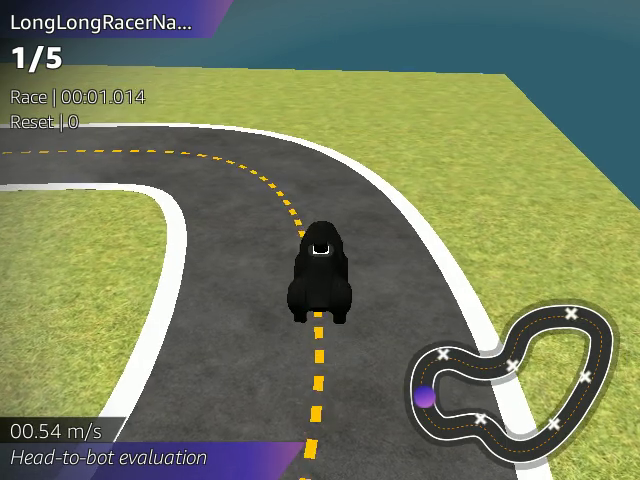 LongLongRacerNa...
1/5
Race | 00:01.014
Reset | 0
00.54 m/s
Head-to-bot evaluation